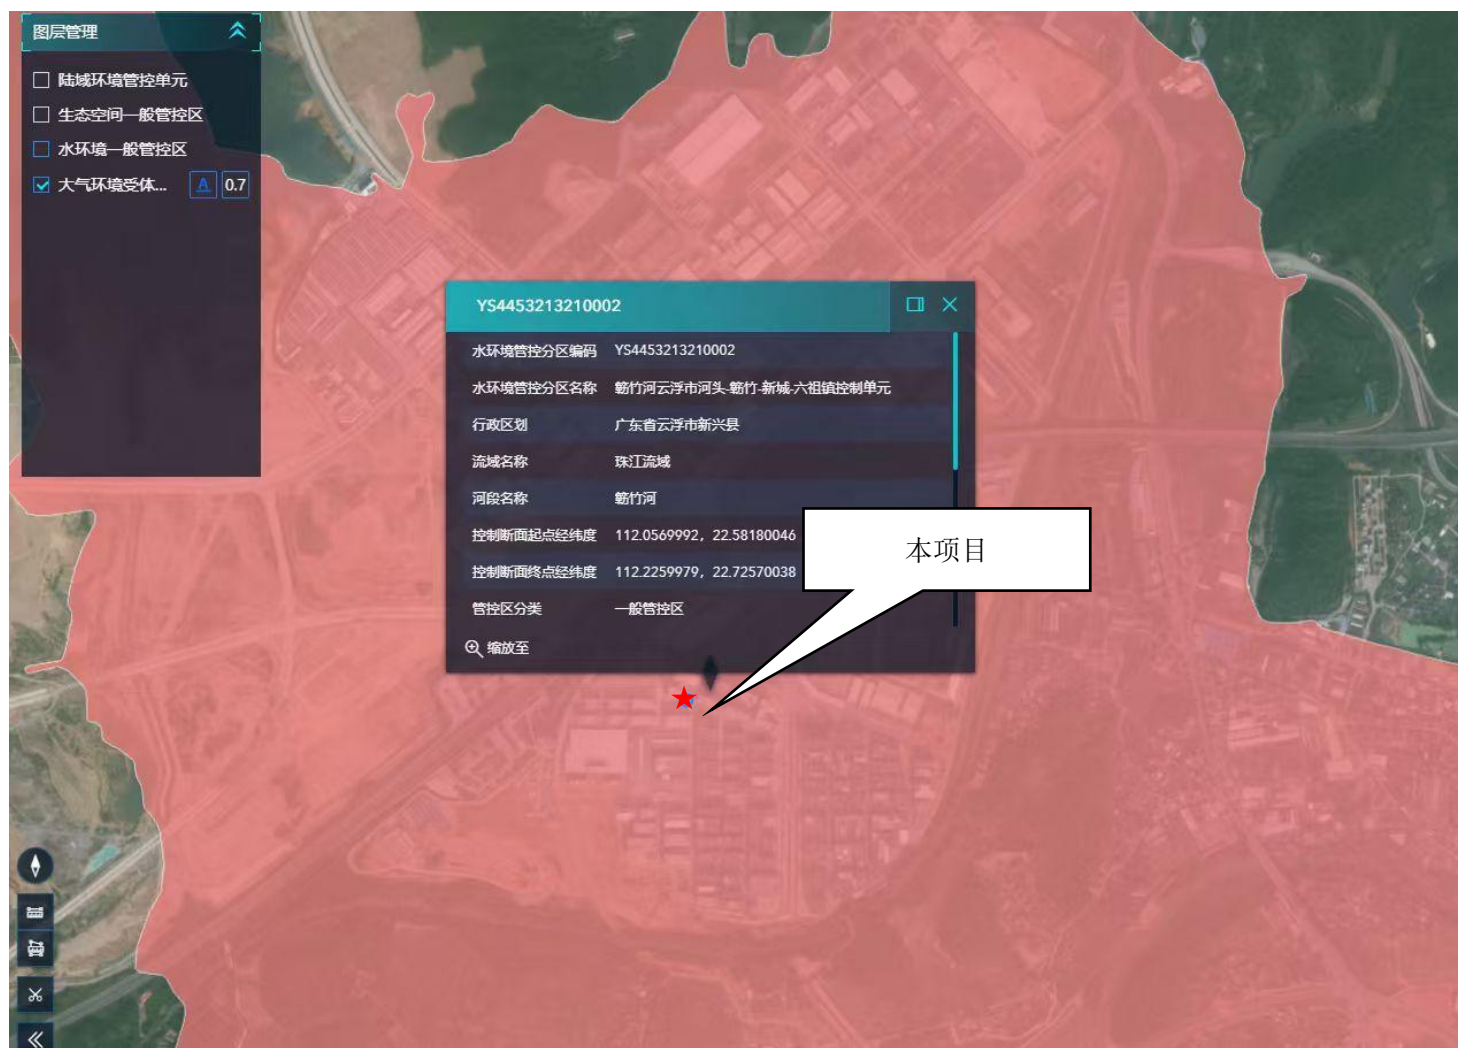 图层管理
陆域环境管控单元
生态空间一般管控区
水环境一般管控区
大气环境受体... A 0.7
YS4453213210002
水环境管控分区编码 YS4453213210002
水环境管控分区名称 簕竹河云浮市河头-簕竹-新城-六祖镇控制单元
行政区划 广东省云浮市新兴县
流域名称 珠江流域
河段名称 簕竹河
控制断面起点经纬度 112.0569992，22.58180046
控制断面终点经纬度 112.2259979，22.72570038
管控区分类 一般管控区
缩放至
本项目